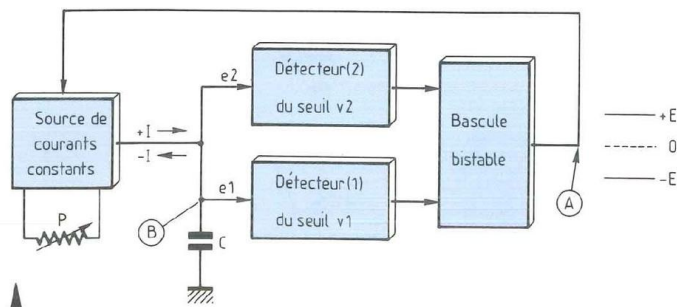 Source de
courants
constants
P
+I
-I
e2
e1
B
C
Détecteur(2)
du seuil v2
Détecteur(1)
du seuil v1
Bascule
bistable
A
+E
0
-E